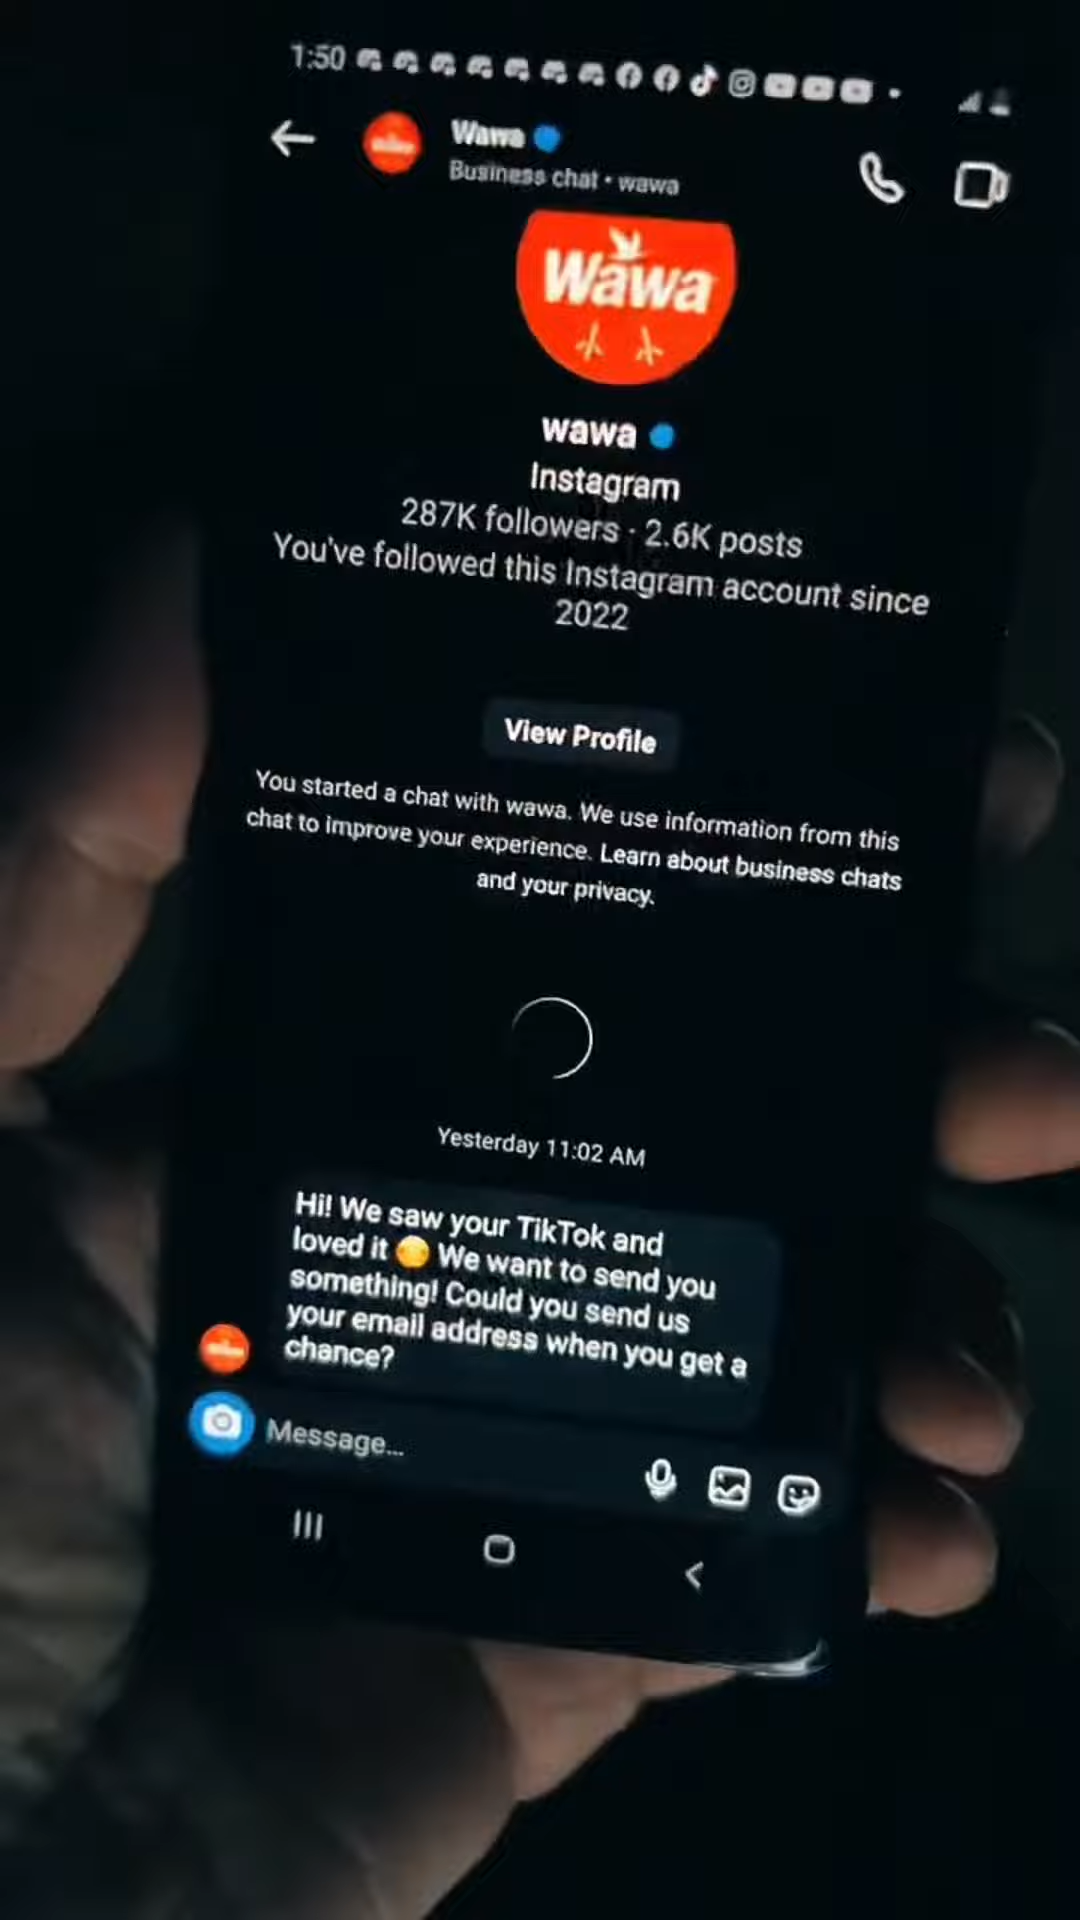 1:50
Wawa
Business chat • wawa
Wawa
wawa
Instagram
287K followers · 2.6K posts
You've followed this Instagram account since
2022
View Profile
You started a chat with wawa. We use information from this
chat to improve your experience. Learn about business chats
and your privacy.
Yesterday 11:02 AM
Hi! We saw your TikTok and
loved it 😊 We want to send you
something! Could you send us
your email address when you get a
chance?
Message...